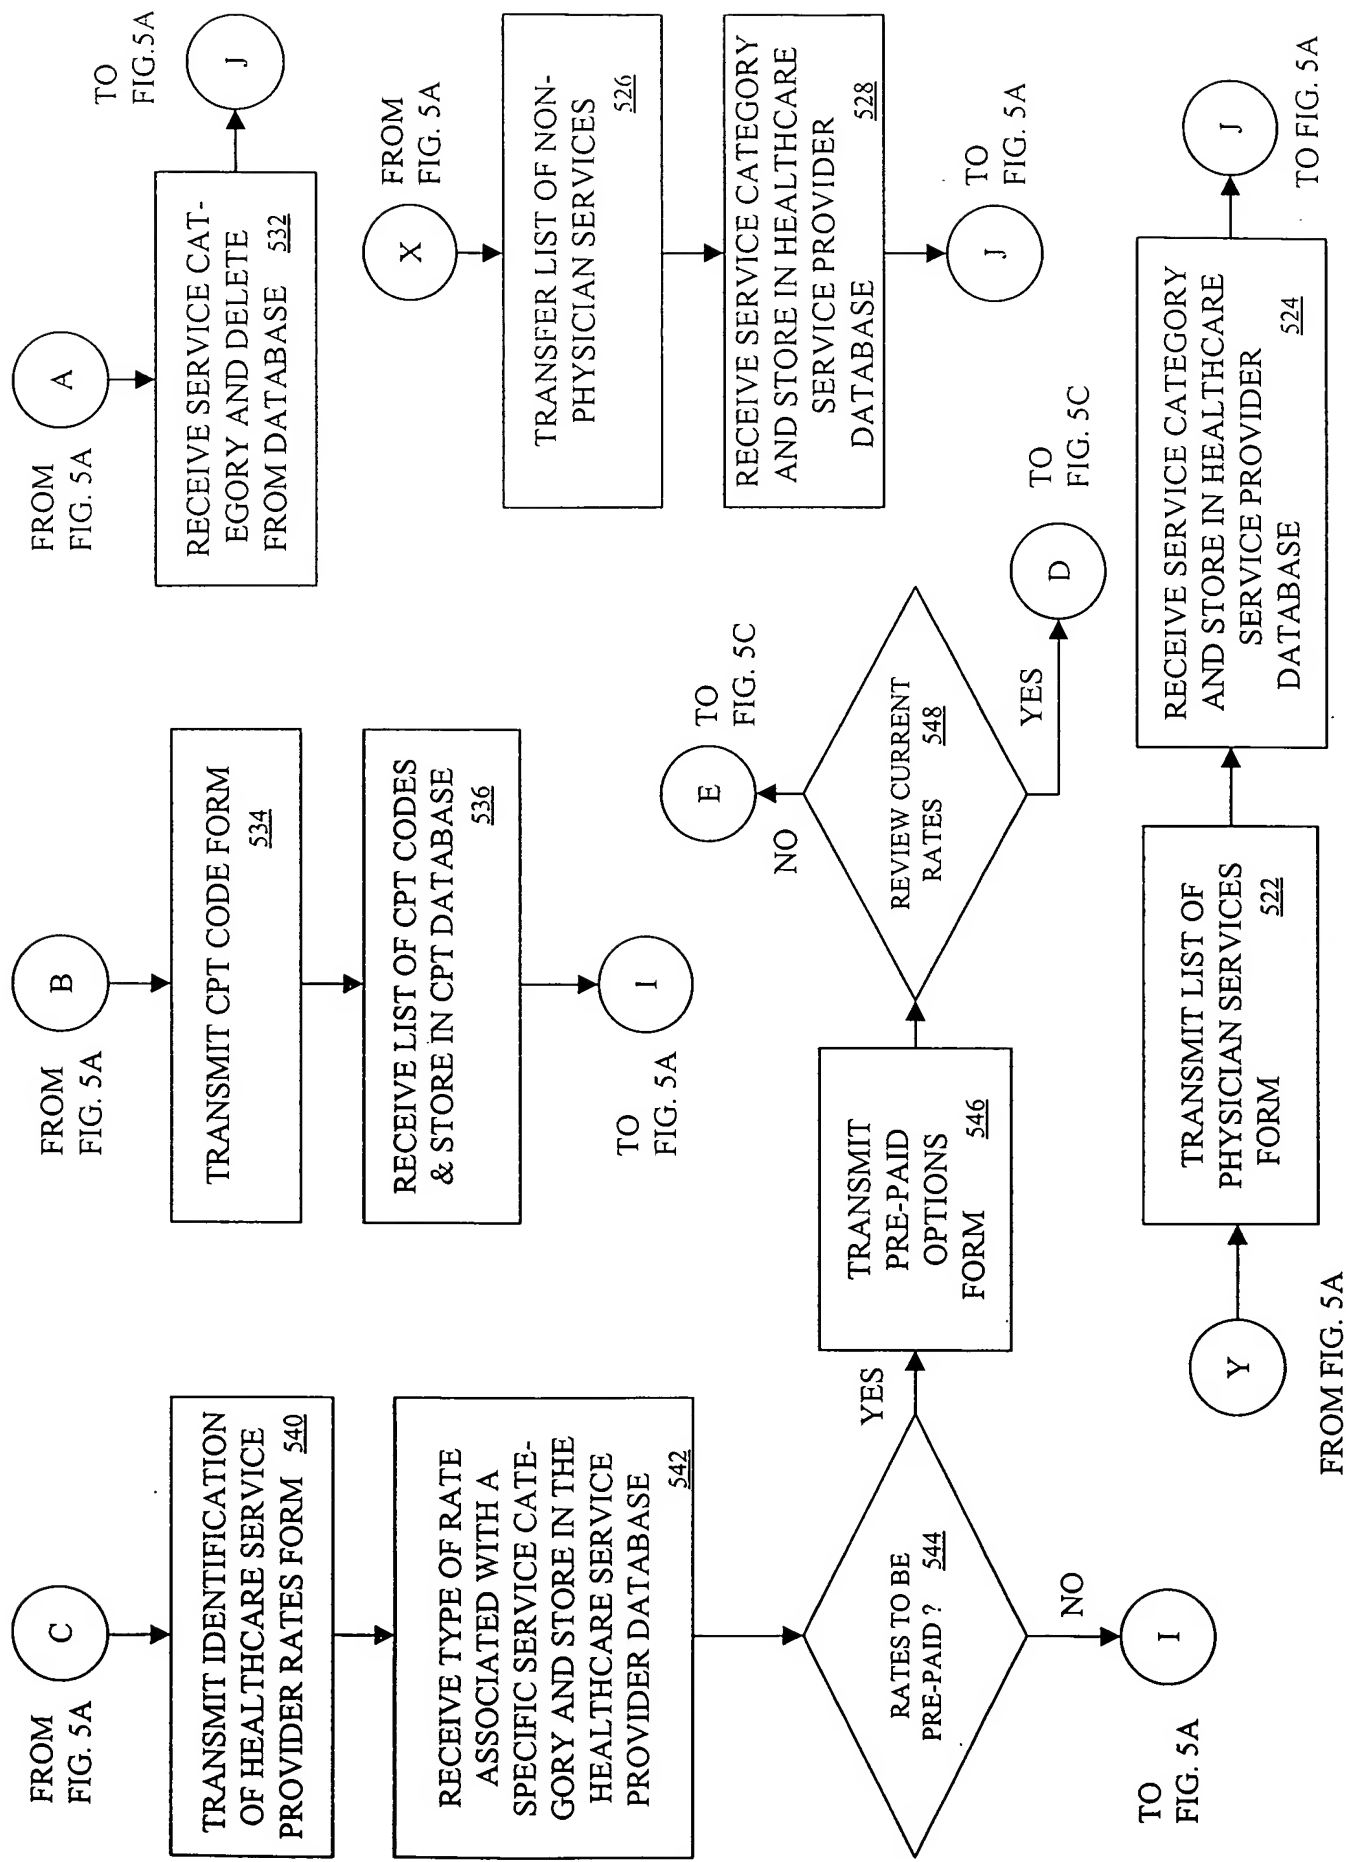 FROM
FIG. 5A
C
TRANSMIT IDENTIFICATION
OF HEALTHCARE SERVICE
PROVIDER RATES FORM 540
RECEIVE TYPE OF RATE
ASSOCIATED WITH A
SPECIFIC SERVICE CATE-
GORY AND STORE IN THE
HEALTHCARE SERVICE
PROVIDER DATABASE
542
RATES TO BE
PRE-PAID ? 544
YES
NO
I
TO
FIG. 5A
TRANSMIT
PRE-PAID
OPTIONS
FORM
546
REVIEW CURRENT
RATES 548
NO
E
TO
FIG. 5C
YES
D
TO
FIG. 5C
FROM
FIG. 5A
B
TRANSMIT CPT CODE FORM
534
RECEIVE LIST OF CPT CODES
& STORE IN CPT DATABASE
536
I
TO
FIG. 5A
FROM
FIG. 5A
A
RECEIVE SERVICE CAT-
EGORY AND DELETE
FROM DATABASE 532
J
TO
FIG.5A
X
FROM
FIG. 5A
TRANSFER LIST OF NON-
PHYSICIAN SERVICES
526
RECEIVE SERVICE CATEGORY
AND STORE IN HEALTHCARE
SERVICE PROVIDER
DATABASE
528
J
TO
FIG. 5A
FROM FIG. 5A
Y
TRANSMIT LIST OF
PHYSICIAN SERVICES
FORM
522
RECEIVE SERVICE CATEGORY
AND STORE IN HEALTHCARE
SERVICE PROVIDER
DATABASE
524
J
TO FIG. 5A